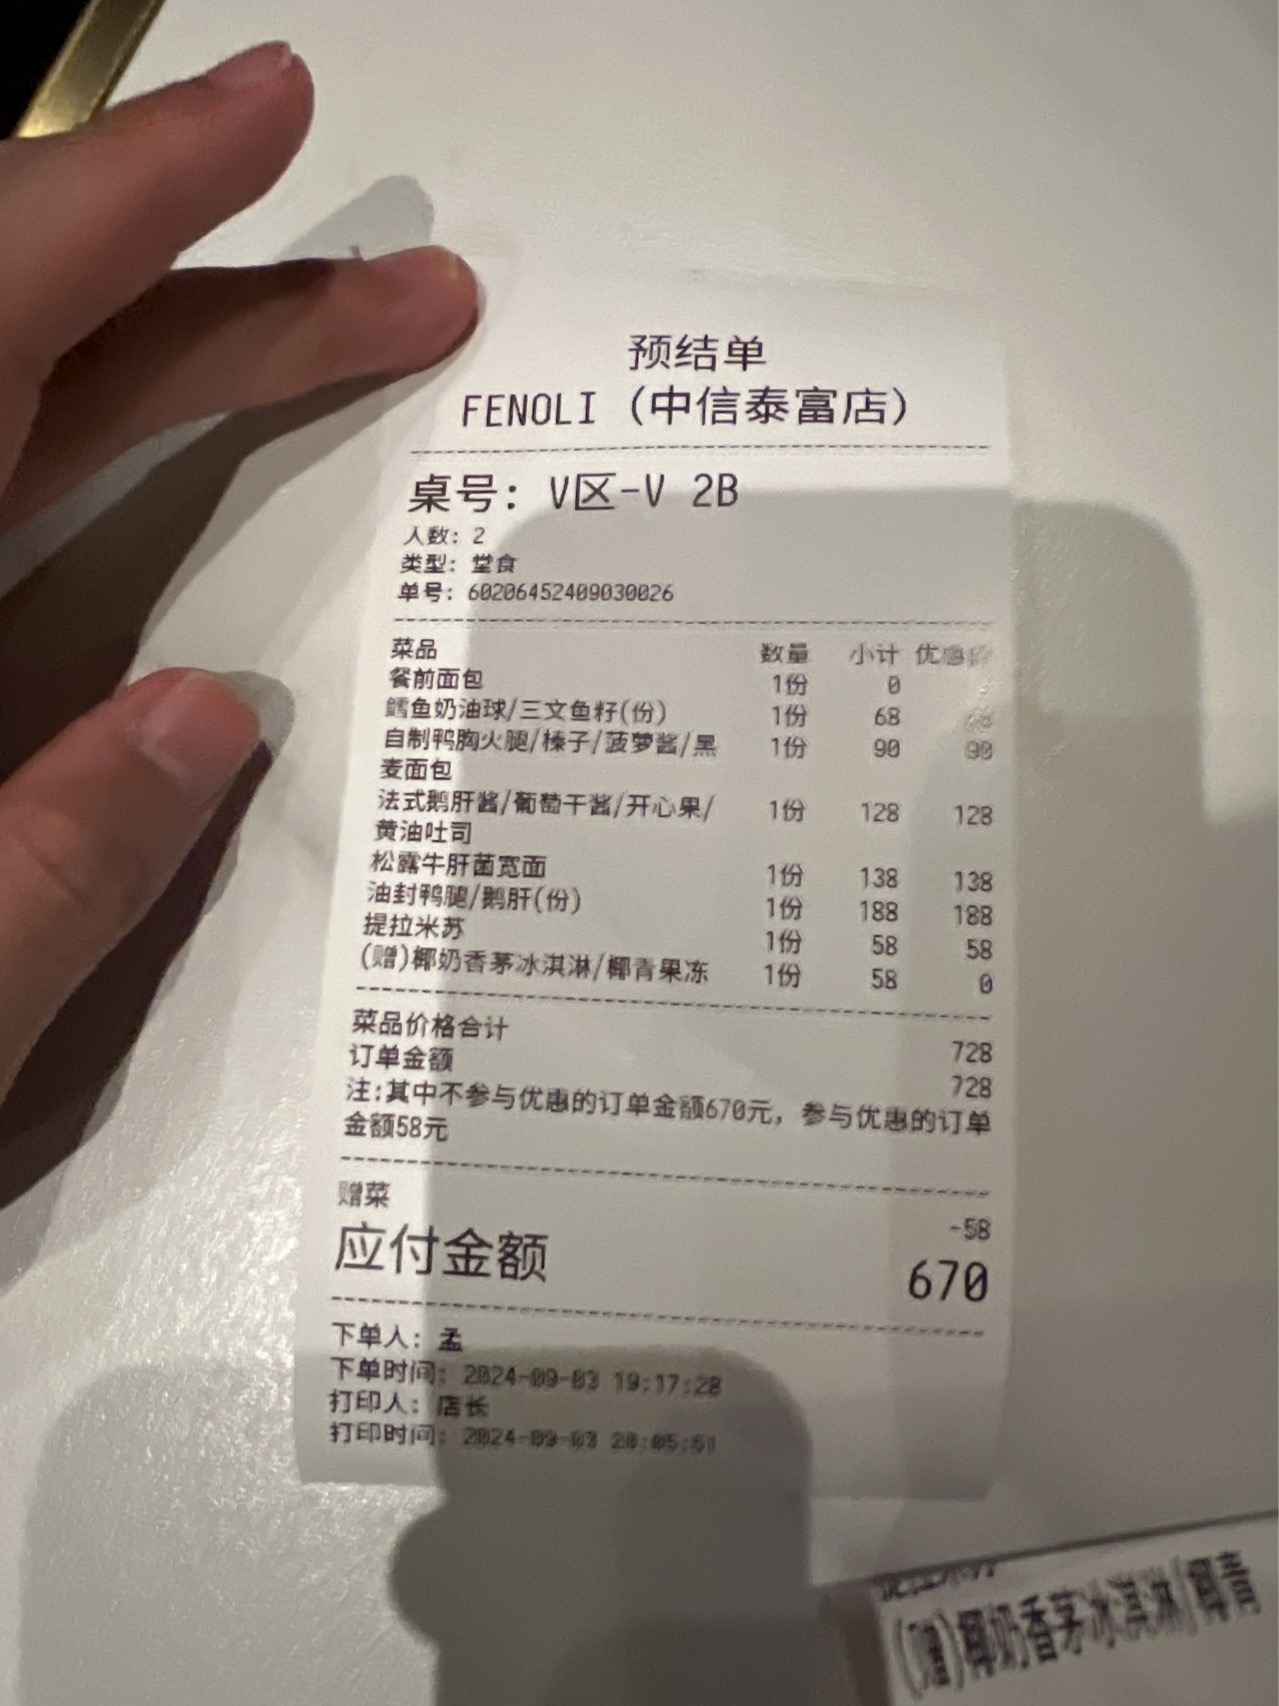 预结单
FENOLI (中信泰富店)
桌号: V区-V 2B
人数: 2
类型: 堂食
单号: 60206452409030026
菜品 数量 小计 优惠
餐前面包 1份 0
鳕鱼奶油球/三文鱼籽(份) 1份 68
自制鸭胸火腿/榛子/菠萝酱/黑 1份 90 90
麦面包
法式鹅肝酱/葡萄干酱/开心果/ 1份 128 128
黄油吐司
松露牛肝菌宽面 1份 138 138
油封鸭腿/鹅肝(份) 1份 188 188
提拉米苏 1份 58 58
(赠)椰奶香茅冰淇淋/椰青果冻 1份 58 0
菜品价格合计 728
订单金额 728
注:其中不参与优惠的订单金额670元, 参与优惠的订单
金额58元
赠菜 -58
应付金额 670
下单人: 孟
下单时间: 2024-09-03 19:17:28
打印人: 店长
打印时间: 2024-09-03 20:05:51
(赠)椰奶香茅冰淇淋/椰青